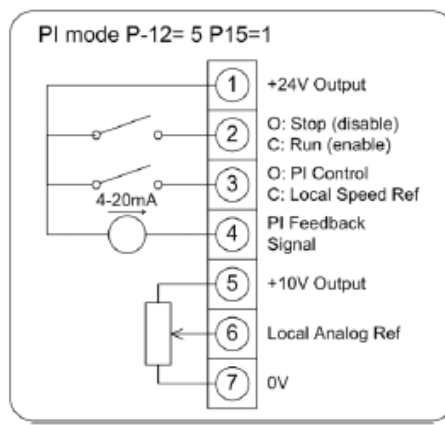 PI mode P-12= 5 P15=1
1 +24V Output
2 O: Stop (disable)
C: Run (enable)
3 O: PI Control
C: Local Speed Ref
4-20mA
4 PI Feedback
Signal
5 +10V Output
6 Local Analog Ref
7 0V